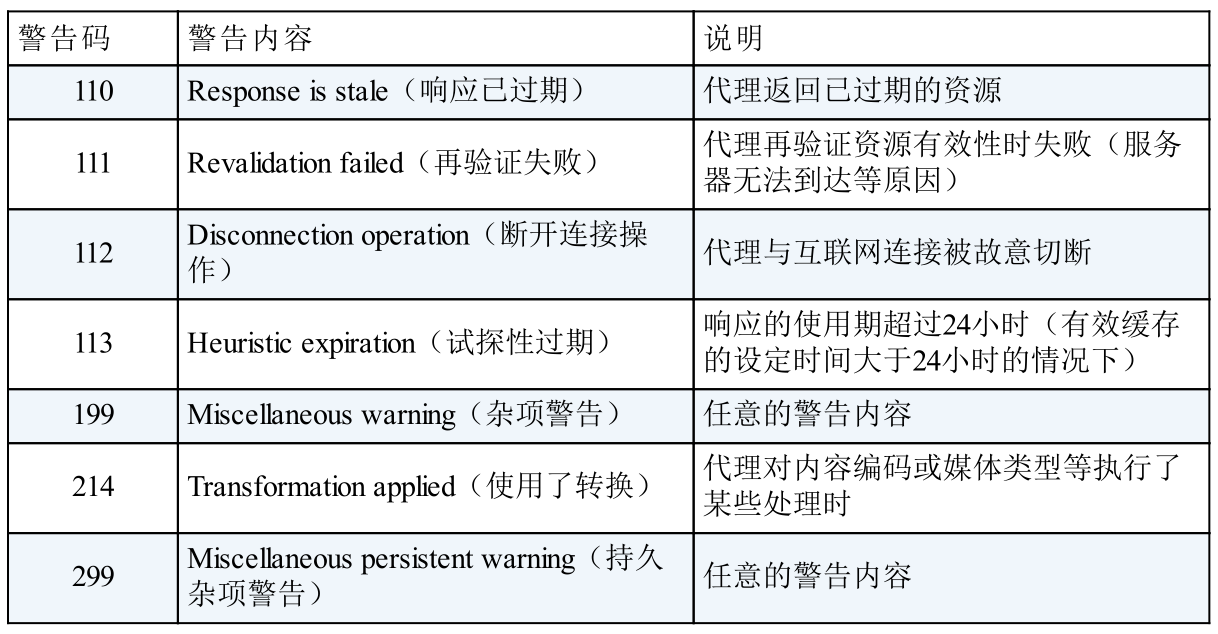 警告码 警告内容 说明
110 Response is stale（响应已过期） 代理返回已过期的资源
111 Revalidation failed（再验证失败） 代理再验证资源有效性时失败（服务
器无法到达等原因）
112 Disconnection operation（断开连接操
作） 代理与互联网连接被故意切断
113 Heuristic expiration（试探性过期） 响应的使用期超过24小时（有效缓存
的设定时间大于24小时的情况下）
199 Miscellaneous warning（杂项警告） 任意的警告内容
214 Transformation applied（使用了转换） 代理对内容编码或媒体类型等执行了
某些处理时
299 Miscellaneous persistent warning（持久
杂项警告） 任意的警告内容